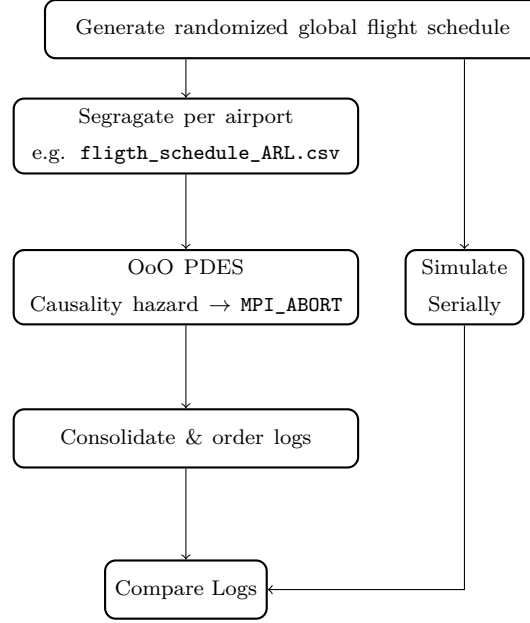 Generate randomized global flight schedule
Segragate per airport
e.g. fligth_schedule_ARL.csv
OoO PDES
Causality hazard → MPI_ABORT
Simulate
Serially
Consolidate & order logs
Compare Logs